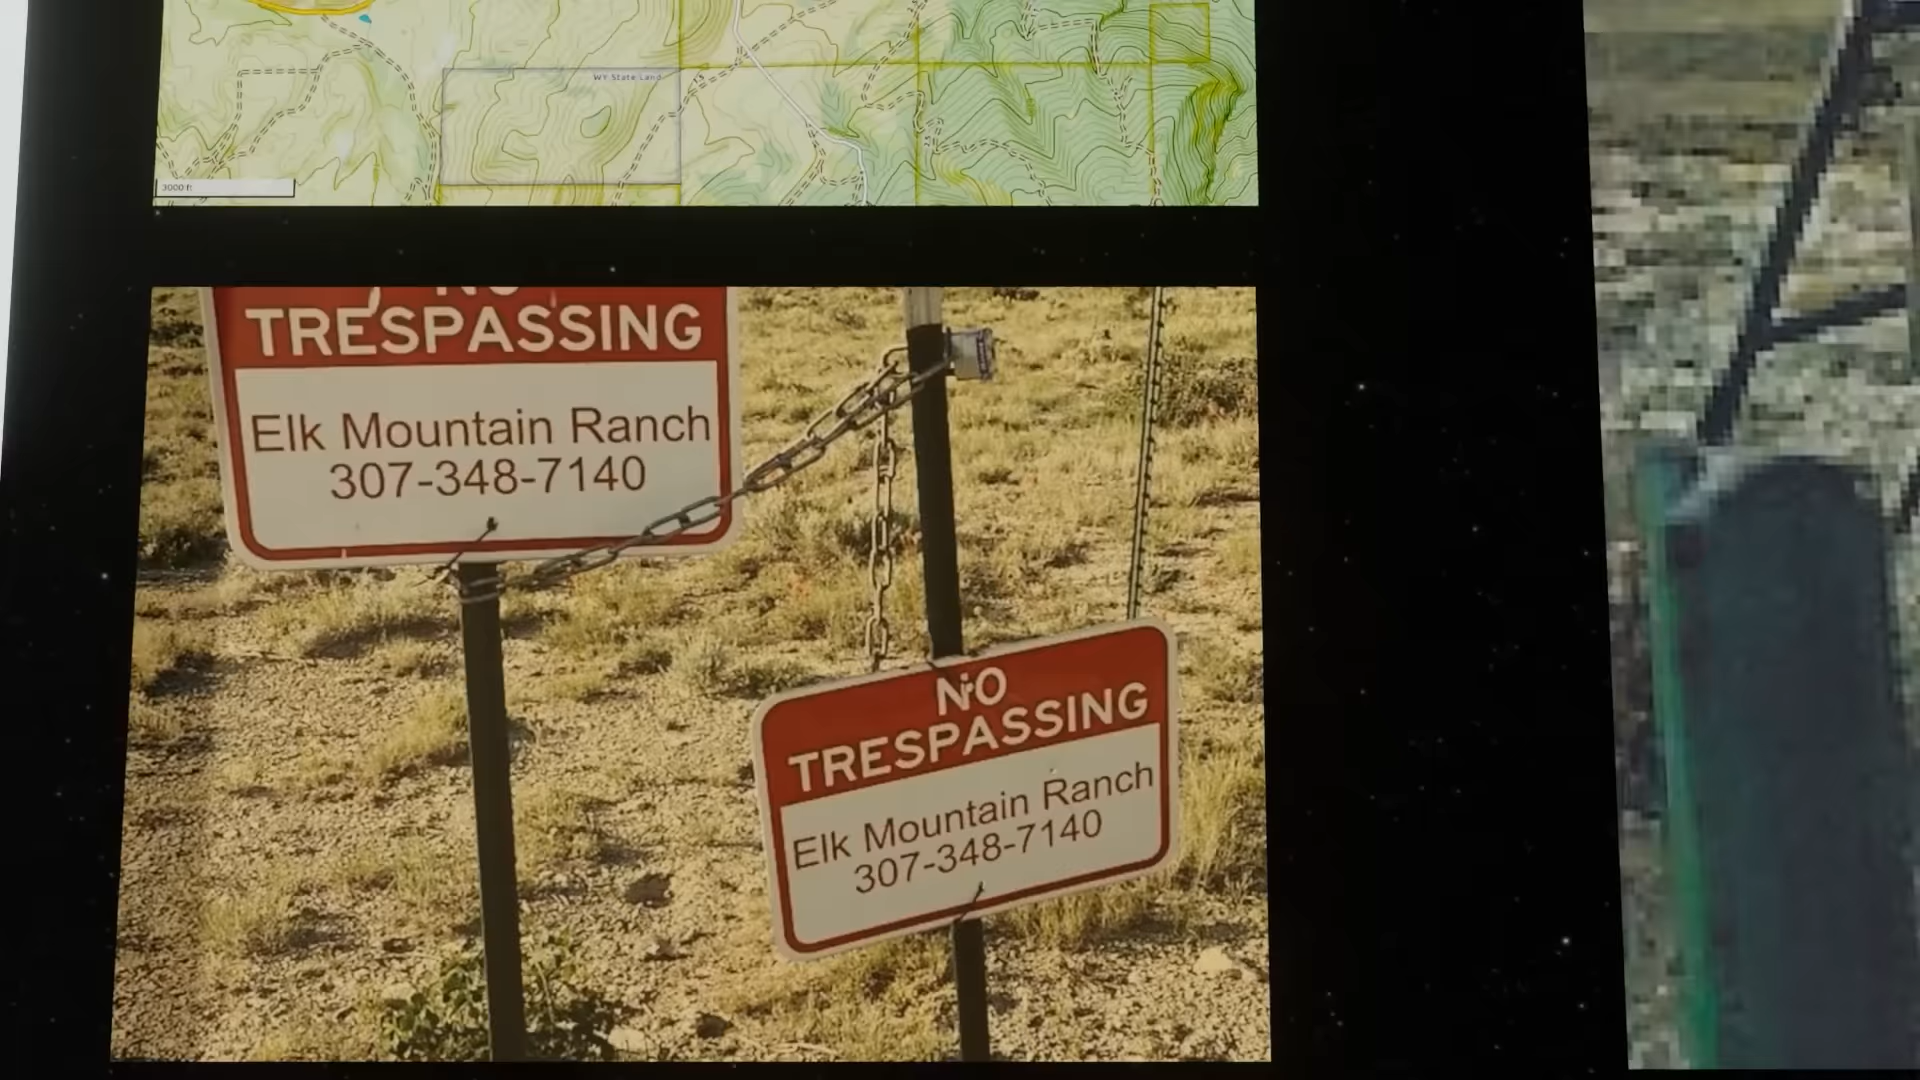 WY State Land
3000 ft
NO
TRESPASSING
Elk Mountain Ranch
307-348-7140
NO
TRESPASSING
Elk Mountain Ranch
307-348-7140